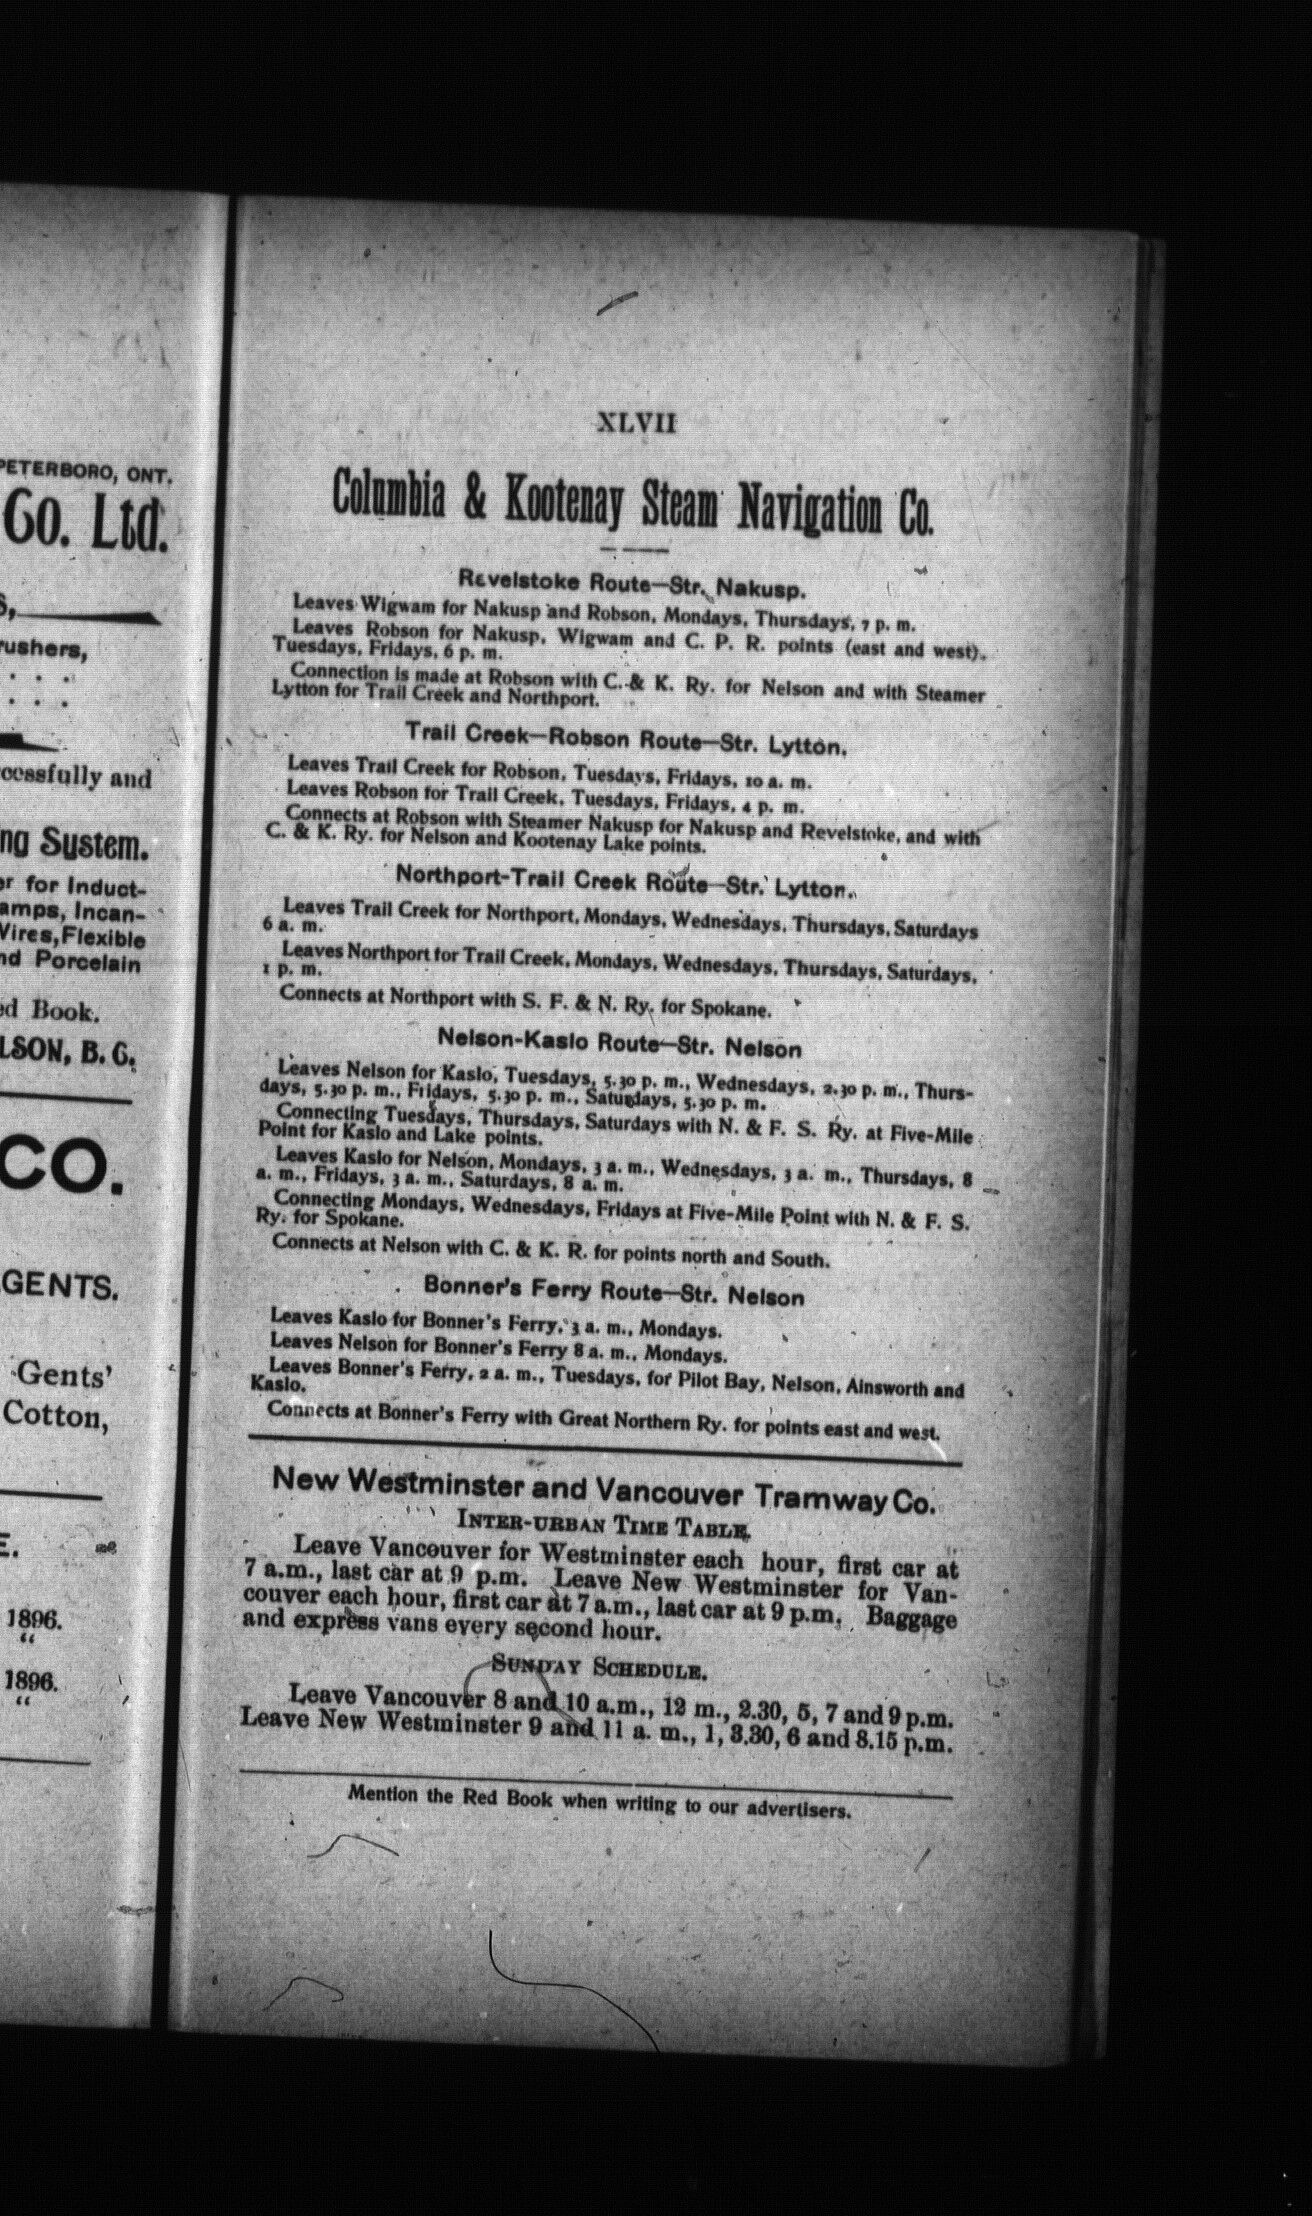 PETERBORO, ONT.
Co. Ltd.
rushers,
cessfully and
ng System.
er for Induct-
amps, Incan-
Wires, Flexible
nd Porcelain
ed Book.
LSON, B. C.
CO.
GENTS.
Gents'
Cotton,
E.
1896.
"
1896.
"
XLVII
Columbia & Kootenay Steam Navigation Co.
Revelstoke Route—Str. Nakusp.
Leaves Wigwam for Nakusp and Robson, Mondays, Thursdays, 7 p. m.
Leaves Robson for Nakusp, Wigwam and C. P. R. points (east and west),
Tuesdays, Fridays, 6 p. m.
Connection is made at Robson with C. & K. Ry. for Nelson and with Steamer
Lytton for Trail Creek and Northport.
Trail Creek—Robson Route—Str. Lytton.
Leaves Trail Creek for Robson, Tuesdays, Fridays, 10 a. m.
Leaves Robson for Trail Creek, Tuesdays, Fridays, 4 p. m.
Connects at Robson with Steamer Nakusp for Nakusp and Revelstoke, and with
C. & K. Ry. for Nelson and Kootenay Lake points.
Northport-Trail Creek Route—Str. Lytton.
Leaves Trail Creek for Northport, Mondays, Wednesdays, Thursdays, Saturdays
6 a. m.
Leaves Northport for Trail Creek, Mondays, Wednesdays, Thursdays, Saturdays,
1 p. m.
Connects at Northport with S. F. & N. Ry. for Spokane.
Nelson-Kaslo Route—Str. Nelson
Leaves Nelson for Kaslo, Tuesdays, 5.30 p. m., Wednesdays, 2.30 p. m., Thurs-
days, 5.30 p. m., Fridays, 5.30 p. m., Saturdays, 5.30 p. m.
Connecting Tuesdays, Thursdays, Saturdays with N. & F. S. Ry. at Five-Mile
Point for Kaslo and Lake points.
Leaves Kaslo for Nelson, Mondays, 3 a. m., Wednesdays, 3 a. m., Thursdays, 8
a. m., Fridays, 3 a. m., Saturdays, 8 a. m.
Connecting Mondays, Wednesdays, Fridays at Five-Mile Point with N. & F. S.
Ry. for Spokane.
Connects at Nelson with C. & K. R. for points north and South.
Bonner's Ferry Route—Str. Nelson
Leaves Kaslo for Bonner's Ferry, 3 a. m., Mondays.
Leaves Nelson for Bonner's Ferry 8 a. m., Mondays.
Leaves Bonner's Ferry, 2 a. m., Tuesdays, for Pilot Bay, Nelson, Ainsworth and
Kaslo.
Connects at Bonner's Ferry with Great Northern Ry. for points east and west.
New Westminster and Vancouver Tramway Co.
INTER-URBAN TIME TABLE.
Leave Vancouver for Westminster each hour, first car at
7 a.m., last car at 9 p.m. Leave New Westminster for Van-
couver each hour, first car at 7 a.m., last car at 9 p.m. Baggage
and express vans every second hour.
SUNDAY SCHEDULE.
Leave Vancouver 8 and 10 a.m., 12 m., 2.30, 5, 7 and 9 p.m.
Leave New Westminster 9 and 11 a. m., 1, 3.30, 6 and 8.15 p.m.
Mention the Red Book when writing to our advertisers.